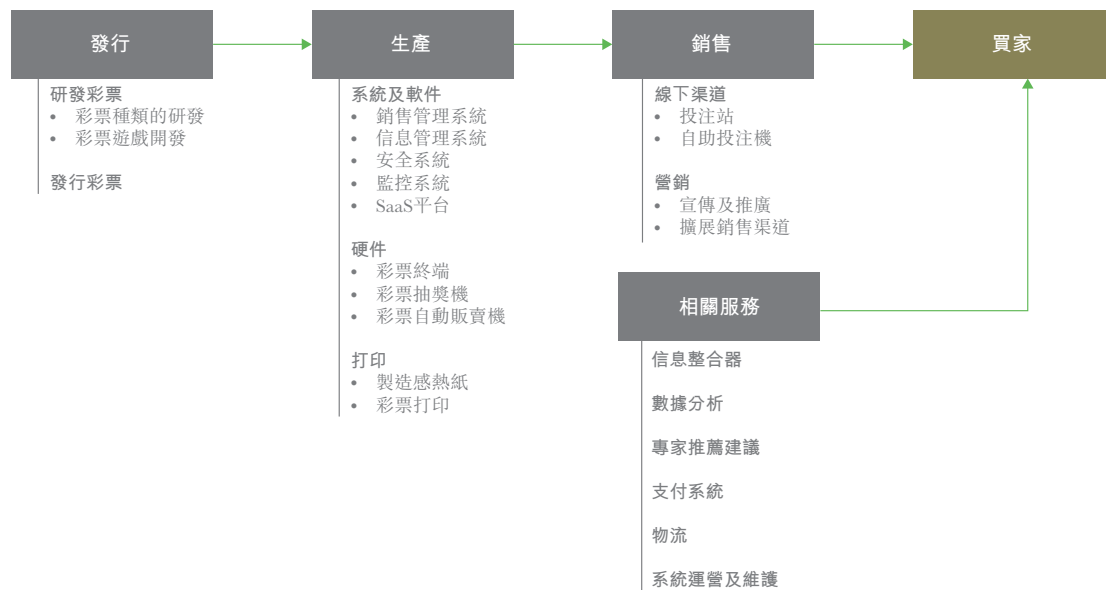 發行
研發彩票
• 彩票種類的研發
• 彩票遊戲開發
發行彩票
生產
系統及軟件
• 銷售管理系統
• 信息管理系統
• 安全系統
• 監控系統
• SaaS平台
硬件
• 彩票終端
• 彩票抽獎機
• 彩票自動販賣機
打印
• 製造感熱紙
• 彩票打印
銷售
線下渠道
• 投注站
• 自助投注機
營銷
• 宣傳及推廣
• 擴展銷售渠道
相關服務
信息整合器
數據分析
專家推薦建議
支付系統
物流
系統運營及維護
買家